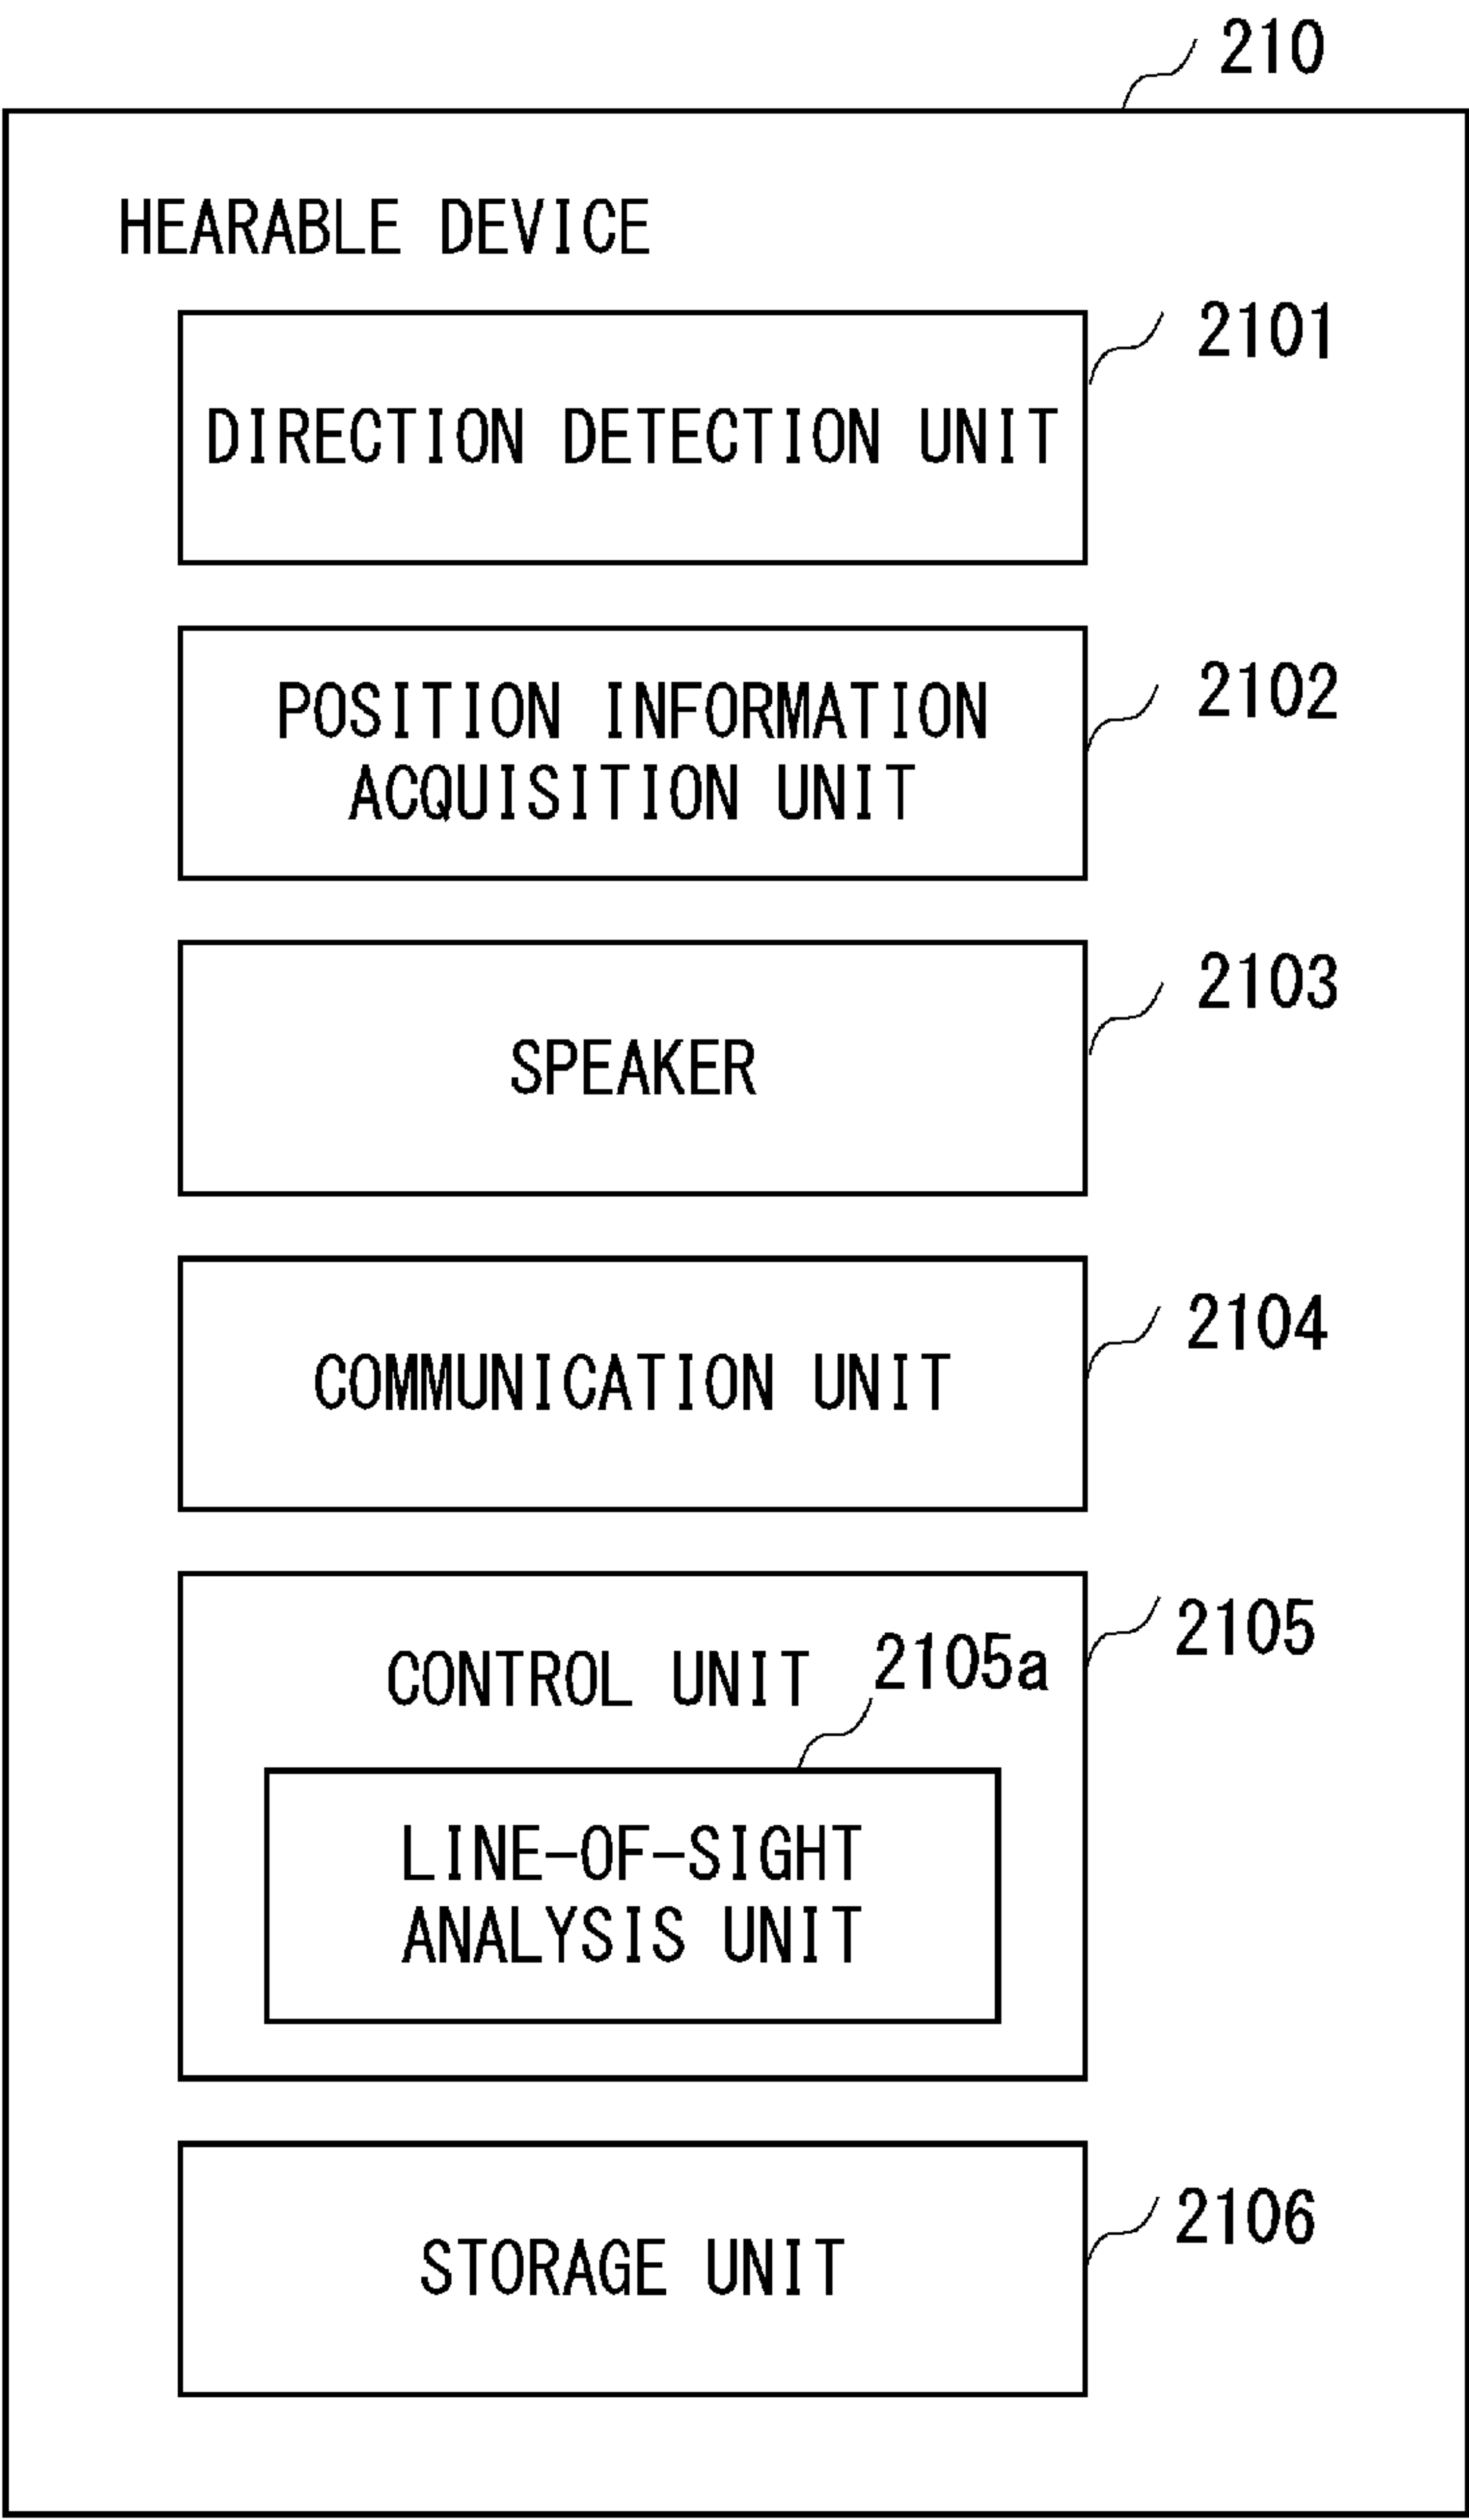 210
HEARABLE DEVICE
2101
DIRECTION DETECTION UNIT
2102
POSITION INFORMATION
ACQUISITION UNIT
2103
SPEAKER
2104
COMMUNICATION UNIT
2105
CONTROL UNIT
2105a
LINE-OF-SIGHT
ANALYSIS UNIT
2106
STORAGE UNIT